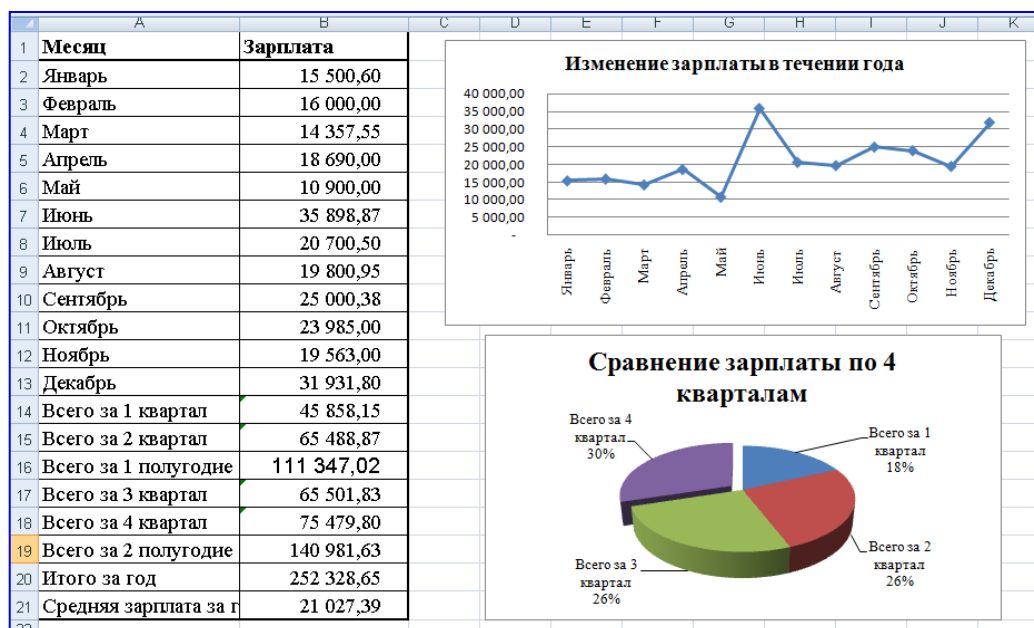 A B C D E F G H I J K
1 Месяц Зарплата
2 Январь 15 500,60
3 Февраль 16 000,00
4 Март 14 357,55
5 Апрель 18 690,00
6 Май 10 900,00
7 Июнь 35 898,87
8 Июль 20 700,50
9 Август 19 800,95
10 Сентябрь 25 000,38
11 Октябрь 23 985,00
12 Ноябрь 19 563,00
13 Декабрь 31 931,80
14 Всего за 1 квартал 45 858,15
15 Всего за 2 квартал 65 488,87
16 Всего за 1 полугодие 111 347,02
17 Всего за 3 квартал 65 501,83
18 Всего за 4 квартал 75 479,80
19 Всего за 2 полугодие 140 981,63
20 Итого за год 252 328,65
21 Средняя зарплата за г 21 027,39
Изменение зарплаты в течении года
40 000,00
35 000,00
30 000,00
25 000,00
20 000,00
15 000,00
10 000,00
5 000,00
-
Январь
Февраль
Март
Апрель
Май
Июнь
Июль
Август
Сентябрь
Октябрь
Ноябрь
Декабрь
Сравнение зарплаты по 4
кварталам
Всего за 4
квартал
30%
Всего за 1
квартал
18%
Всего за 3
квартал
26%
Всего за 2
квартал
26%